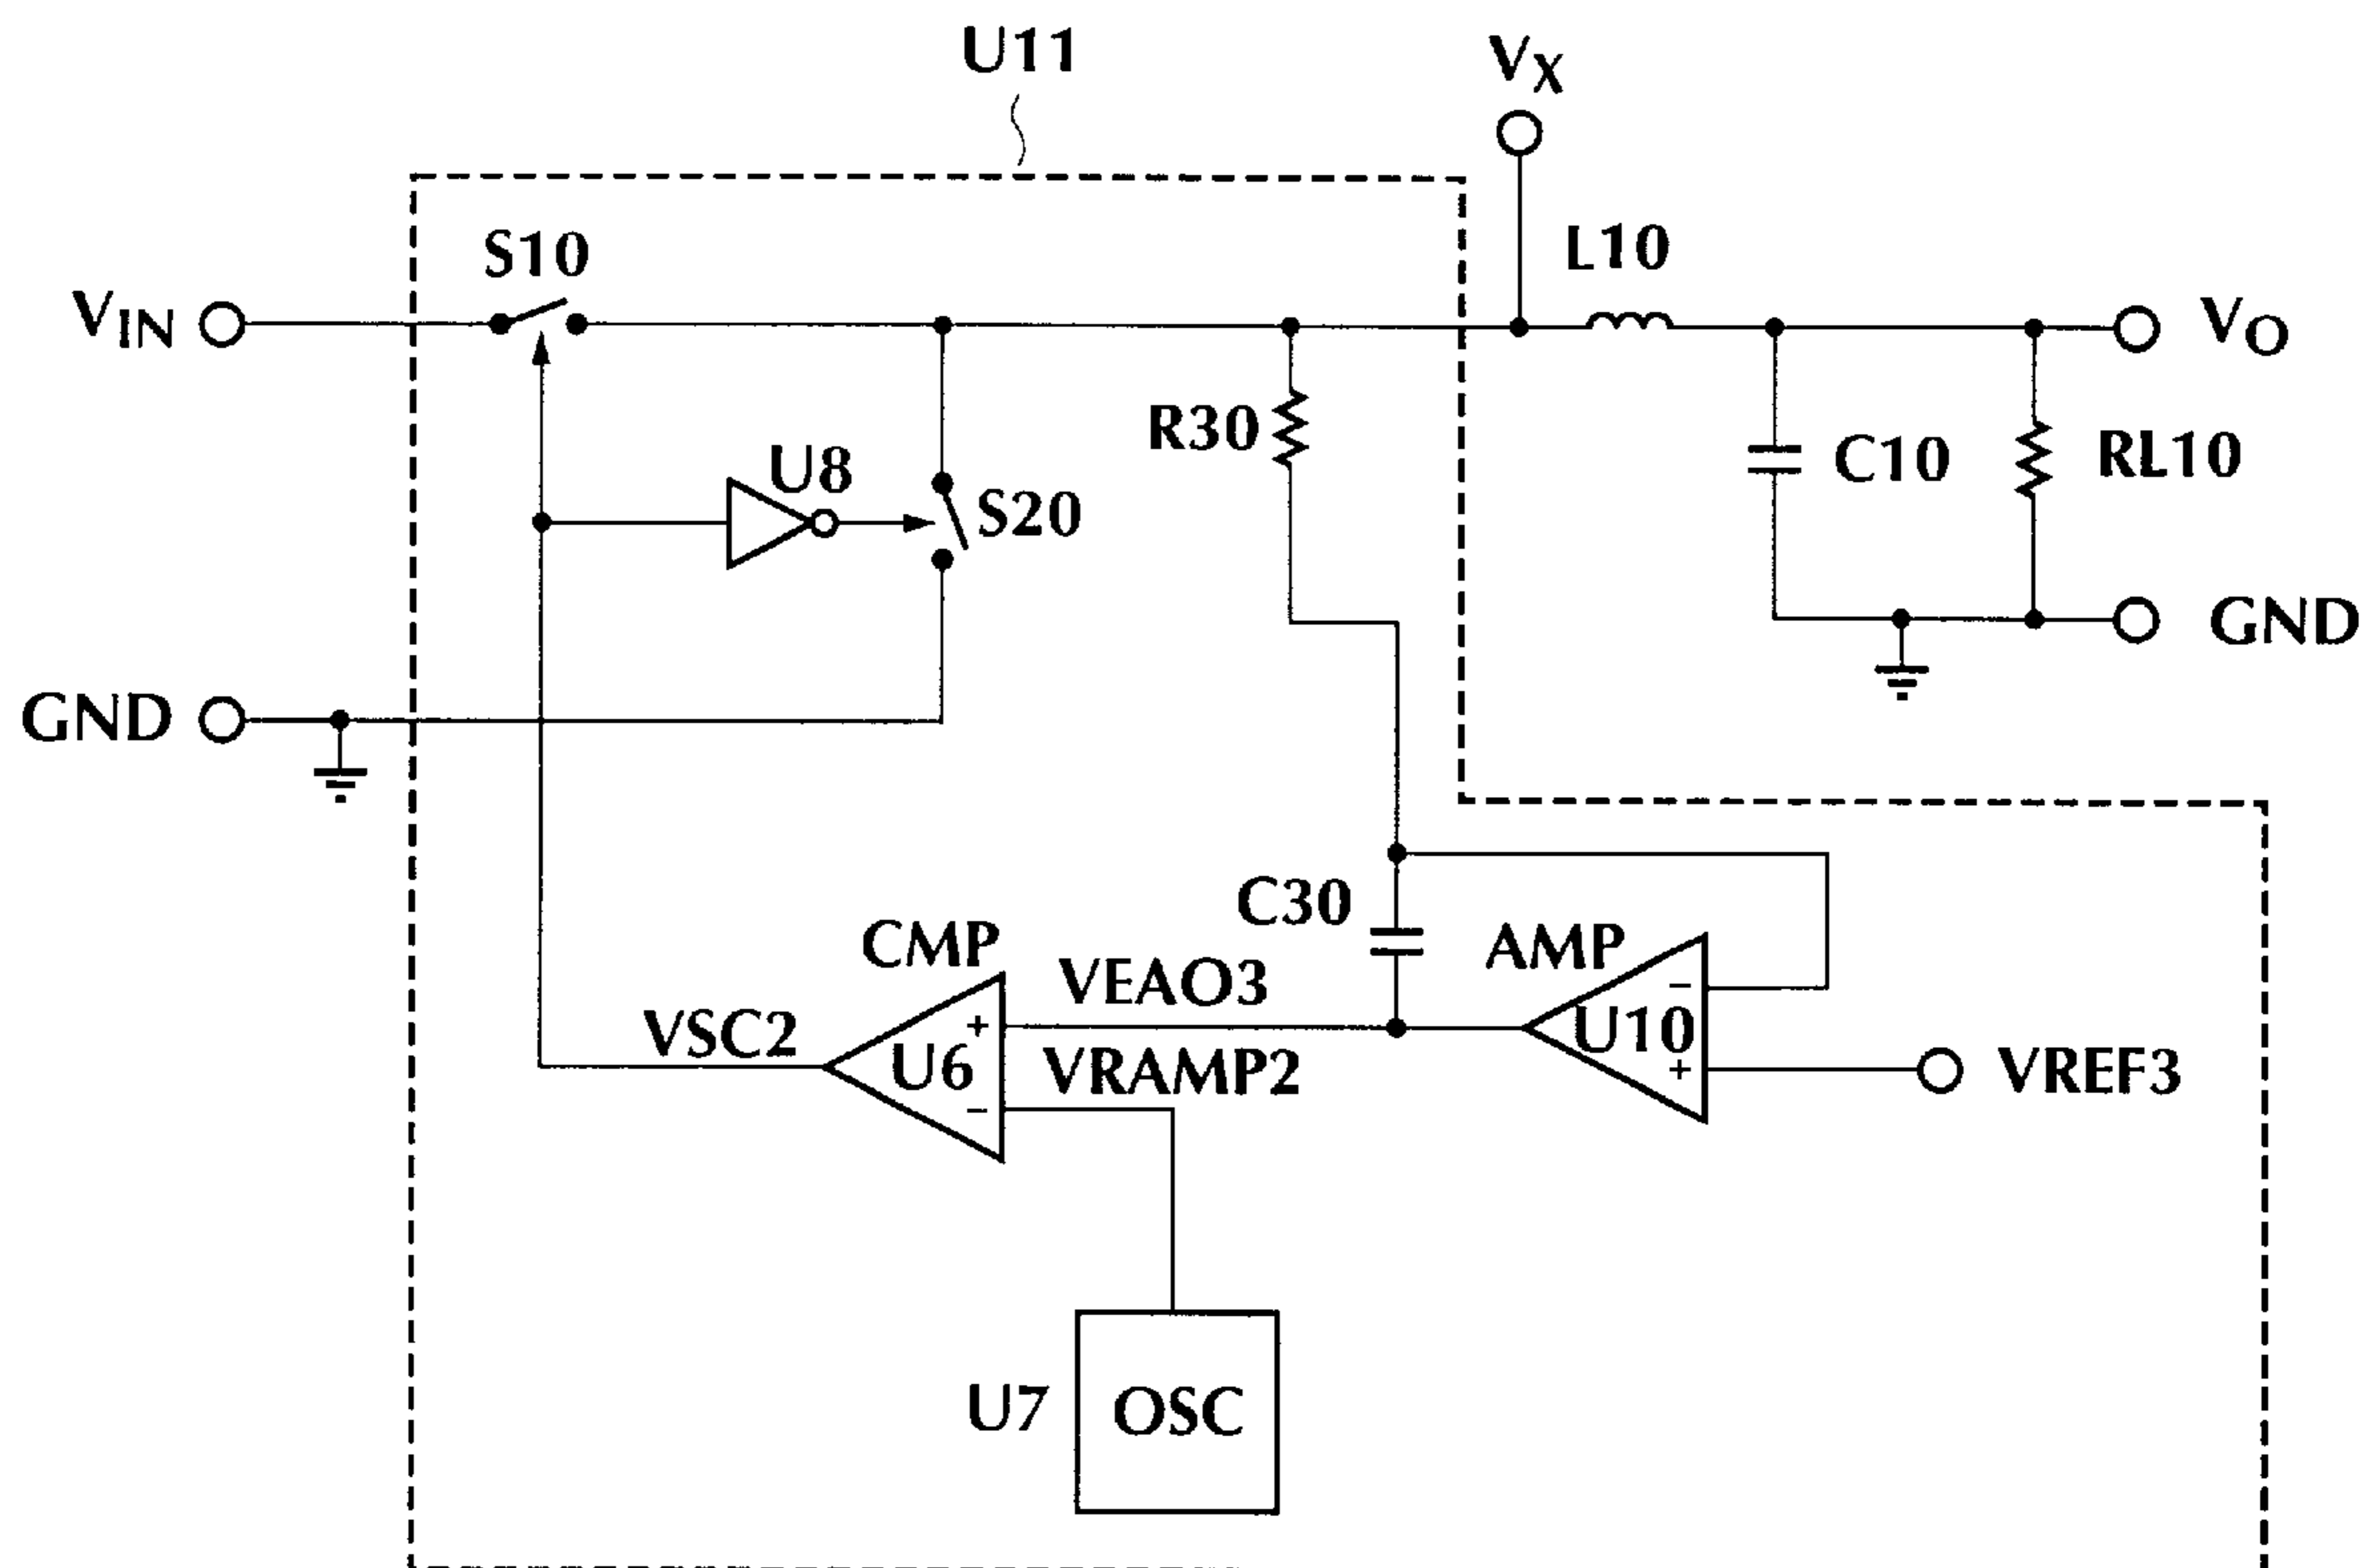 U11
VX
S10
L10
VIN
VO
R30
U8
C10
RL10
S20
GND
GND
C30
CMP
AMP
VEAO3
−
VSC2
+
U10
U6
VRAMP2
+
VREF3
−
U7
OSC